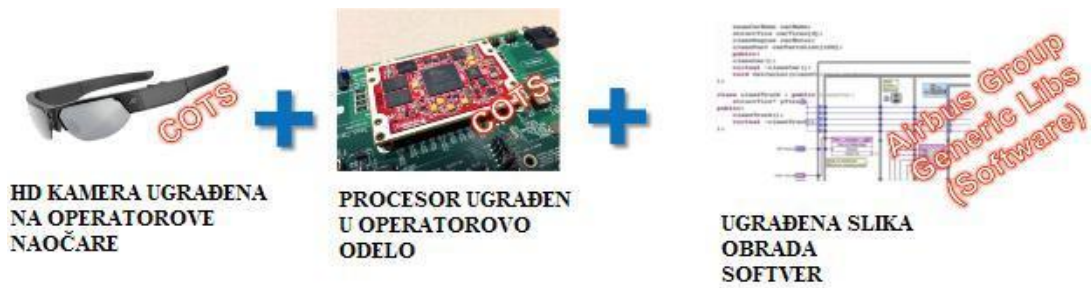 COTS
HD KAMERA UGRAĐENA
NA OPERATOROVE
NAOČARE
COTS
PROCESOR UGRAĐEN
U OPERATOROVO
ODELO
Airbus Group
Generic Libs
(Software)
UGRAĐENA SLIKA
OBRADA
SOFTVER